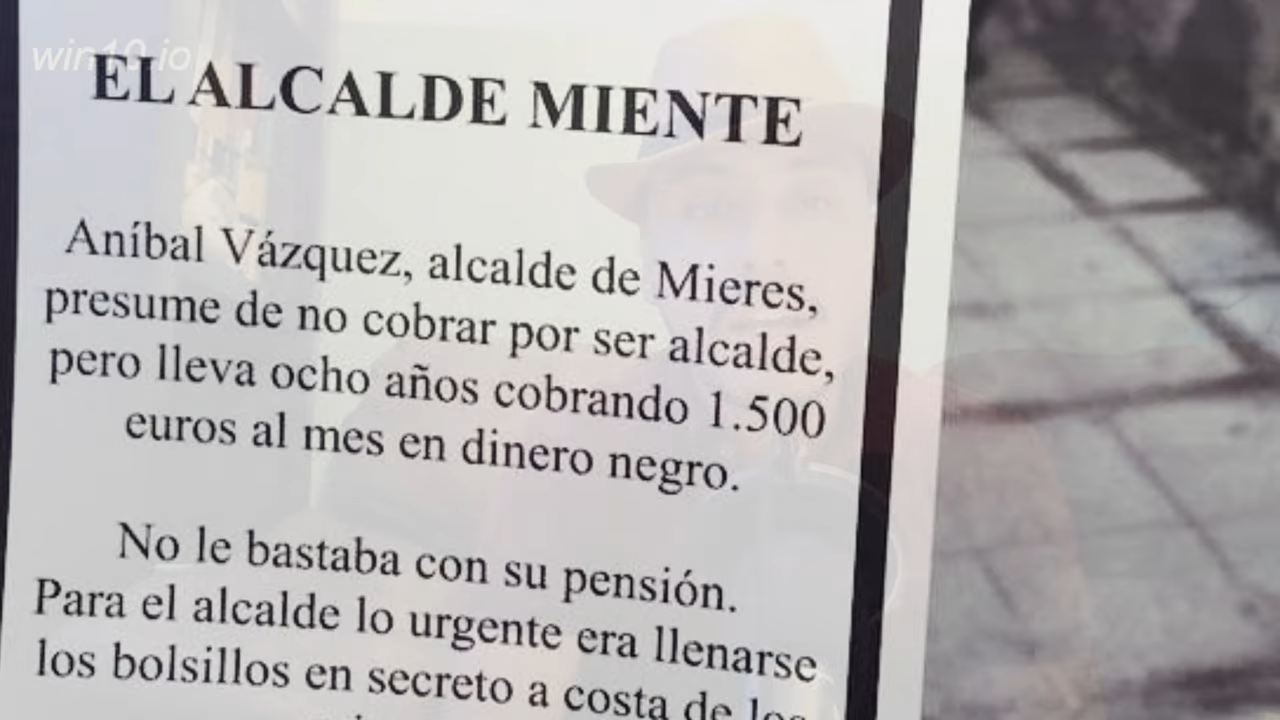 win10.io
EL ALCALDE MIENTE
Aníbal Vázquez, alcalde de Mieres,
presume de no cobrar por ser alcalde,
pero lleva ocho años cobrando 1.500
euros al mes en dinero negro.
No le bastaba con su pensión.
Para el alcalde lo urgente era llenarse
los bolsillos en secreto a costa de los